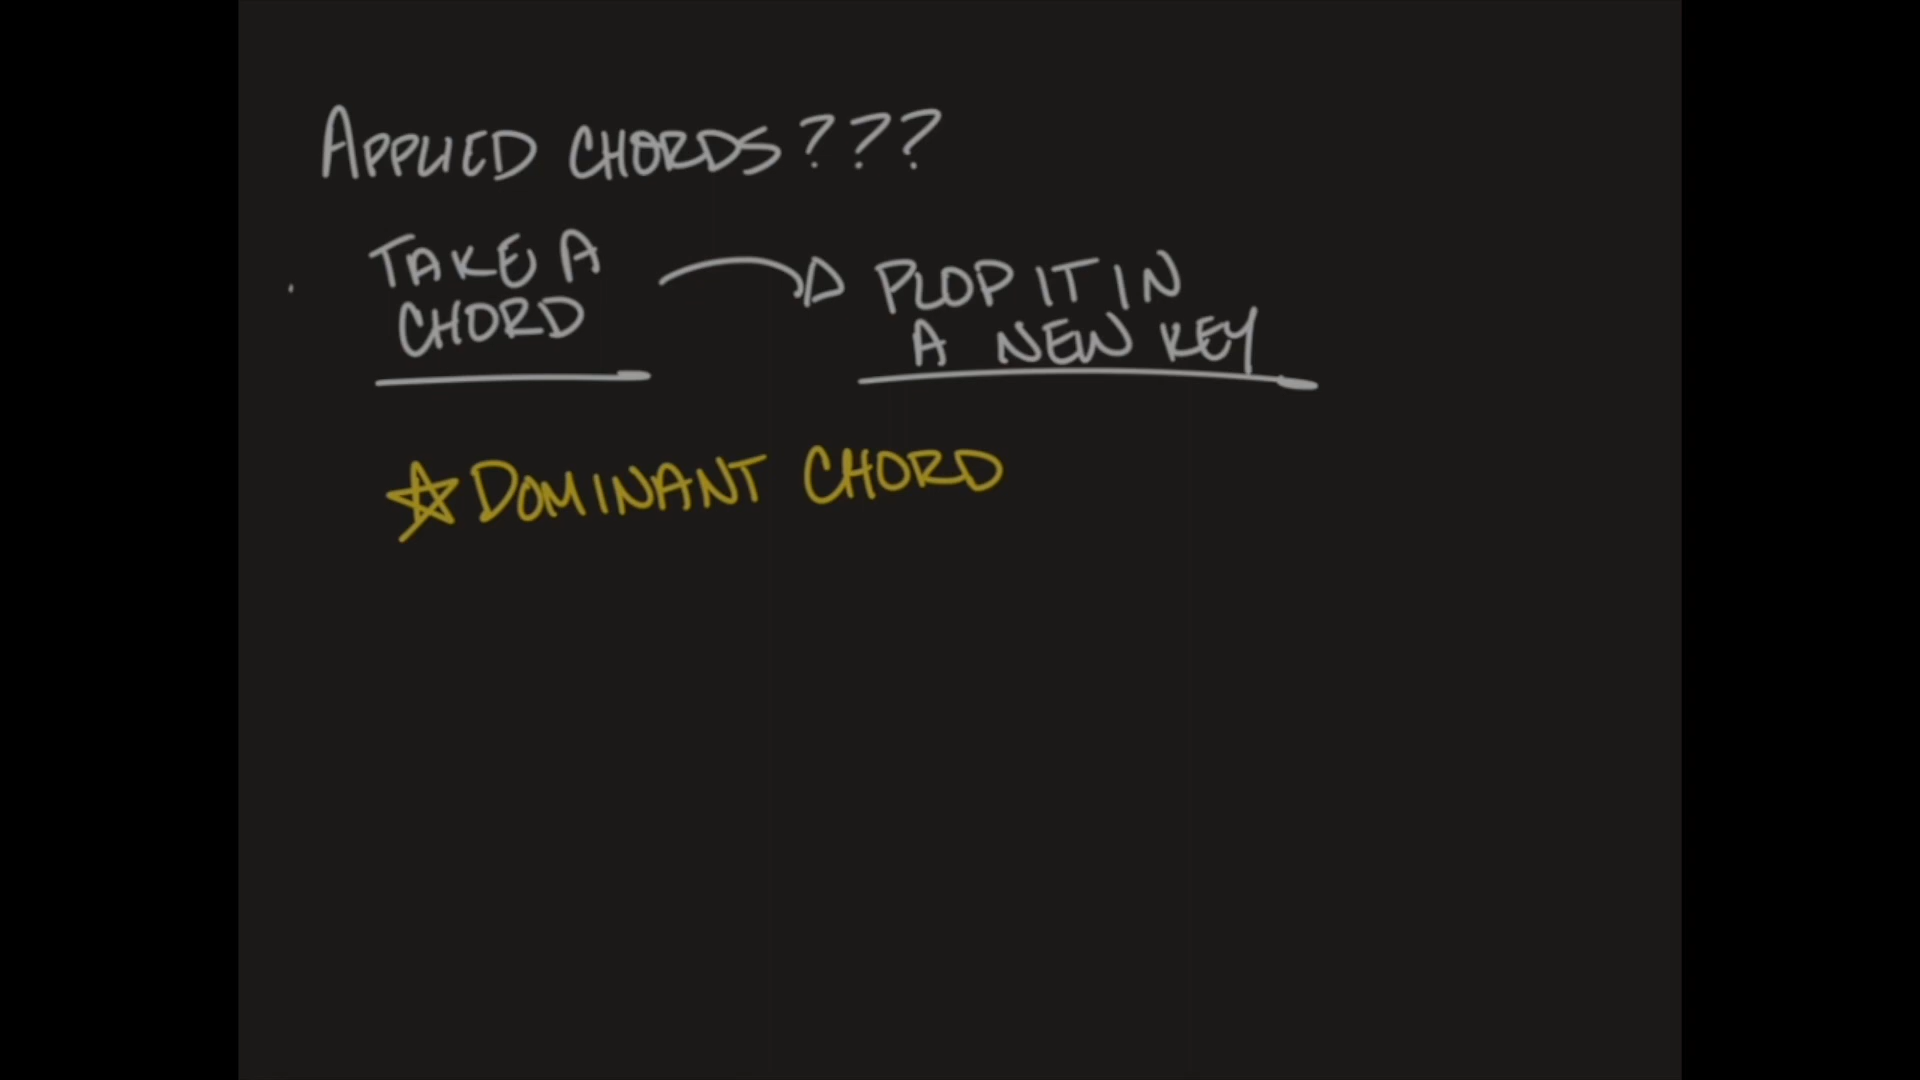 APPLIED CHORDS???
TAKE A
CHORD
PLOP IT IN
A NEW KEY
DOMINANT CHORD